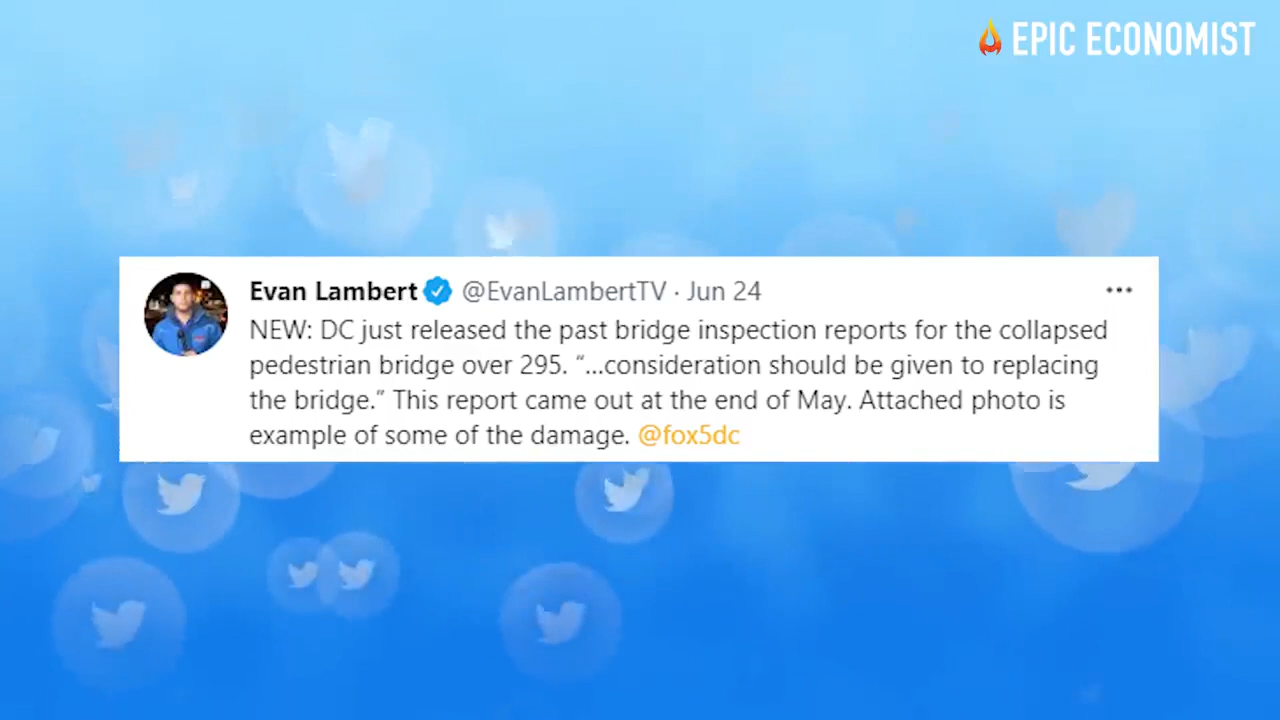 EPIC ECONOMIST
Evan Lambert @EvanLambertTV · Jun 24
NEW: DC just released the past bridge inspection reports for the collapsed
pedestrian bridge over 295. “...consideration should be given to replacing
the bridge.” This report came out at the end of May. Attached photo is
example of some of the damage. @fox5dc